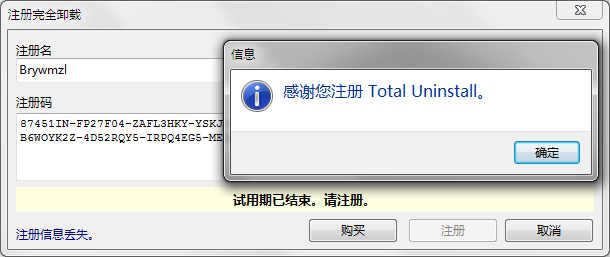 注册完全卸载
注册名
Brywmzl
注册码
87451IN-FP27F04-ZAFL3HKY-YSKJ
B6WOYK2Z-4D52RQY5-IRPQ4EG5-ME
信息
感谢您注册 Total Uninstall。
确定
试用期已结束。请注册。
注册信息丢失。
购买
注册
取消